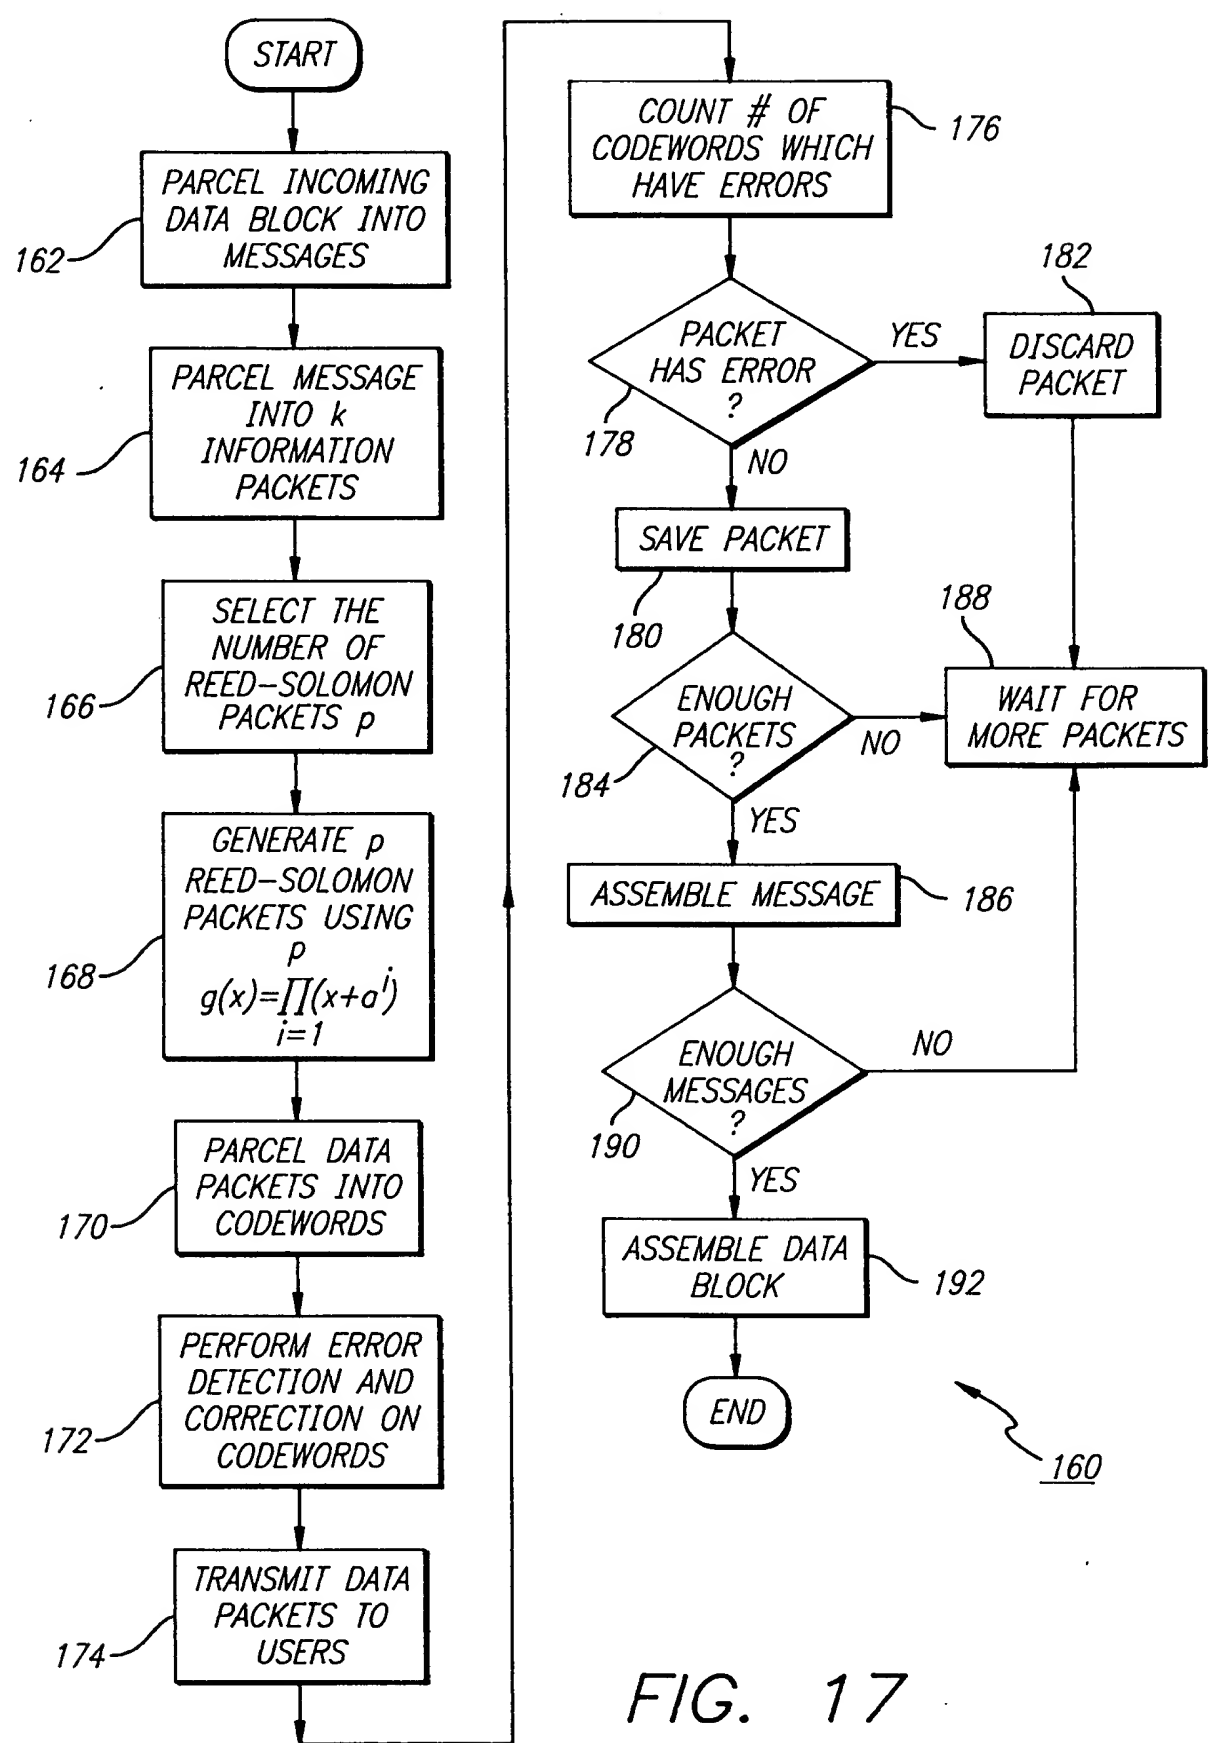 START
PARCEL INCOMING
DATA BLOCK INTO
MESSAGES
162
PARCEL MESSAGE
INTO k
INFORMATION
PACKETS
164
SELECT THE
NUMBER OF
REED-SOLOMON
PACKETS p
166
GENERATE p
REED-SOLOMON
PACKETS USING
p
g(x)=∏(x+aⁱ)
i=1
168
PARCEL DATA
PACKETS INTO
CODEWORDS
170
PERFORM ERROR
DETECTION AND
CORRECTION ON
CODEWORDS
172
TRANSMIT DATA
PACKETS TO
USERS
174
COUNT # OF
CODEWORDS WHICH
HAVE ERRORS
176
PACKET
HAS ERROR
?
178
YES
182
DISCARD
PACKET
NO
SAVE PACKET
180
ENOUGH
PACKETS
?
184
NO
188
WAIT FOR
MORE PACKETS
YES
ASSEMBLE MESSAGE
186
ENOUGH
MESSAGES
?
190
NO
YES
ASSEMBLE DATA
BLOCK
192
END
160
FIG. 17